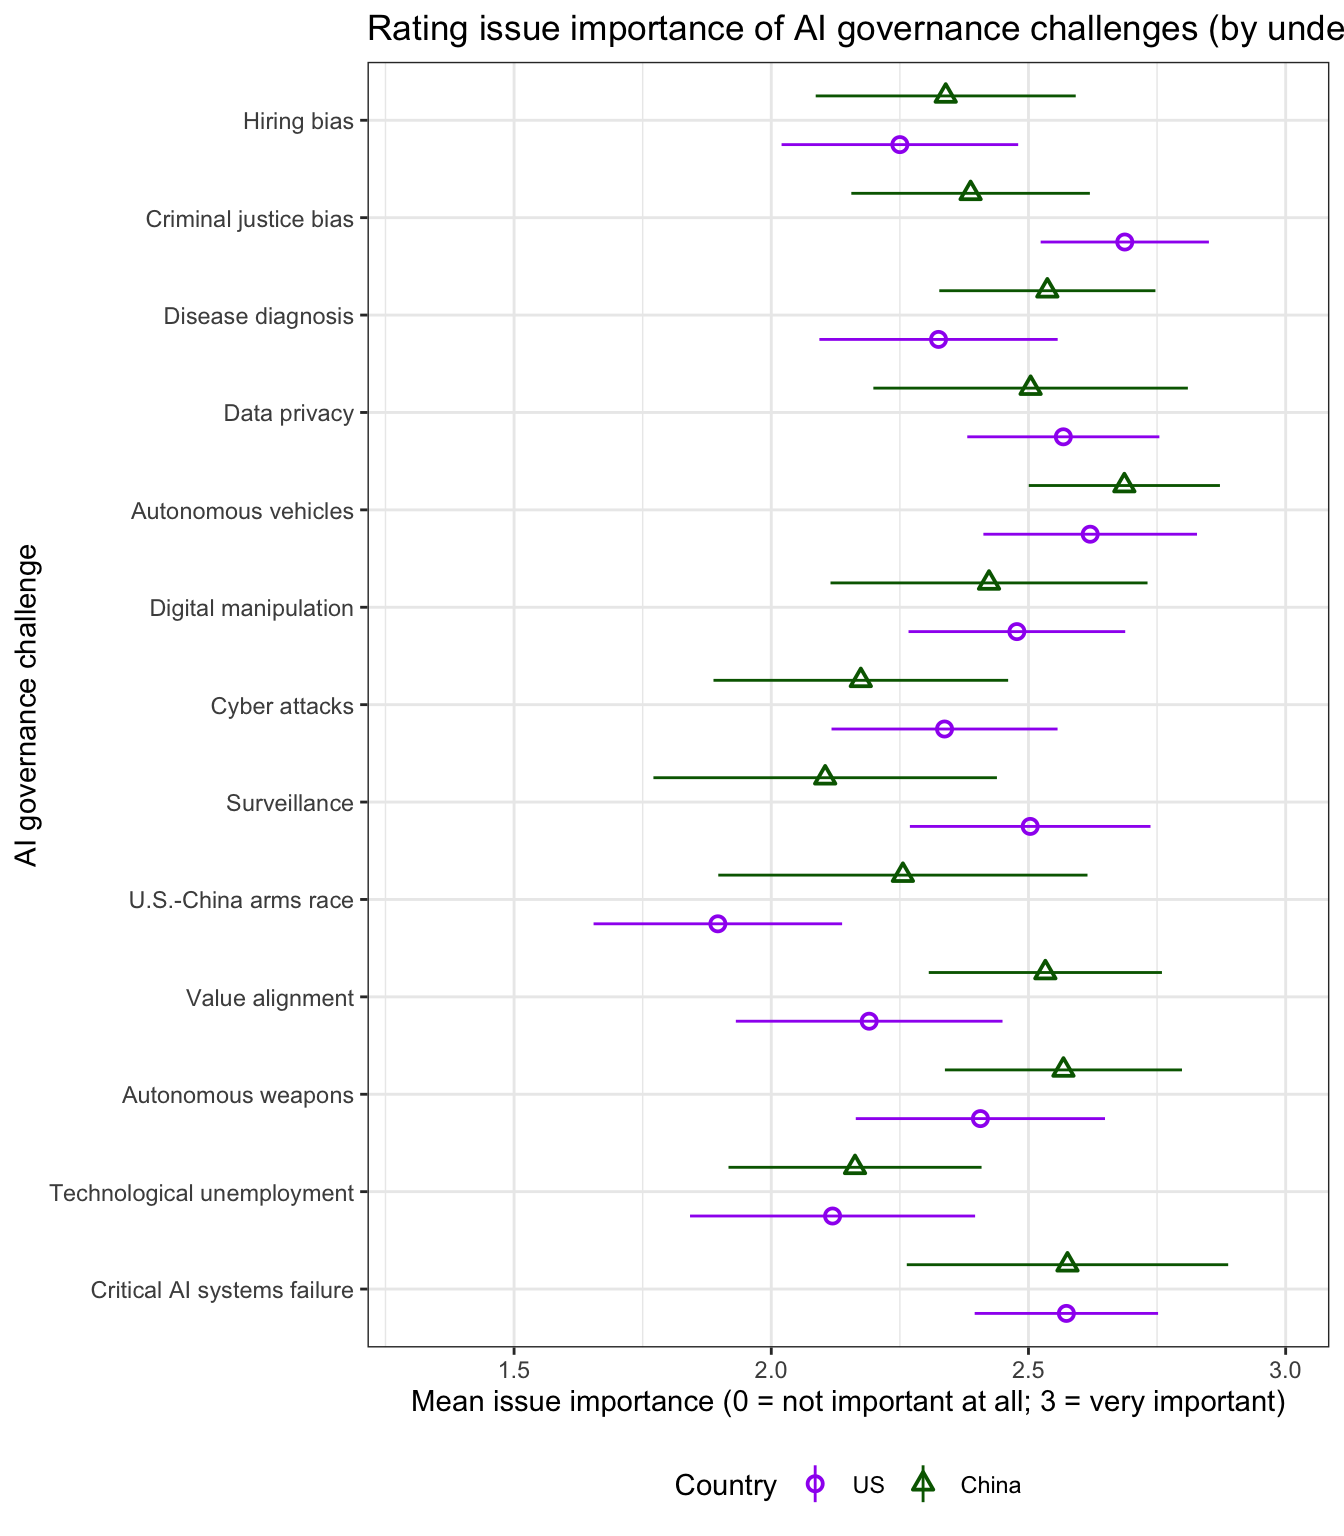 Rating issue importance of AI governance challenges (by unde
Hiring bias
Criminal justice bias
Disease diagnosis
Data privacy
Autonomous vehicles
Digital manipulation
Cyber attacks
Surveillance
U.S.-China arms race
Value alignment
Autonomous weapons
Technological unemployment
Critical AI systems failure
AI governance challenge
1.5 2.0 2.5 3.0
Mean issue importance (0 = not important at all; 3 = very important)
Country US China